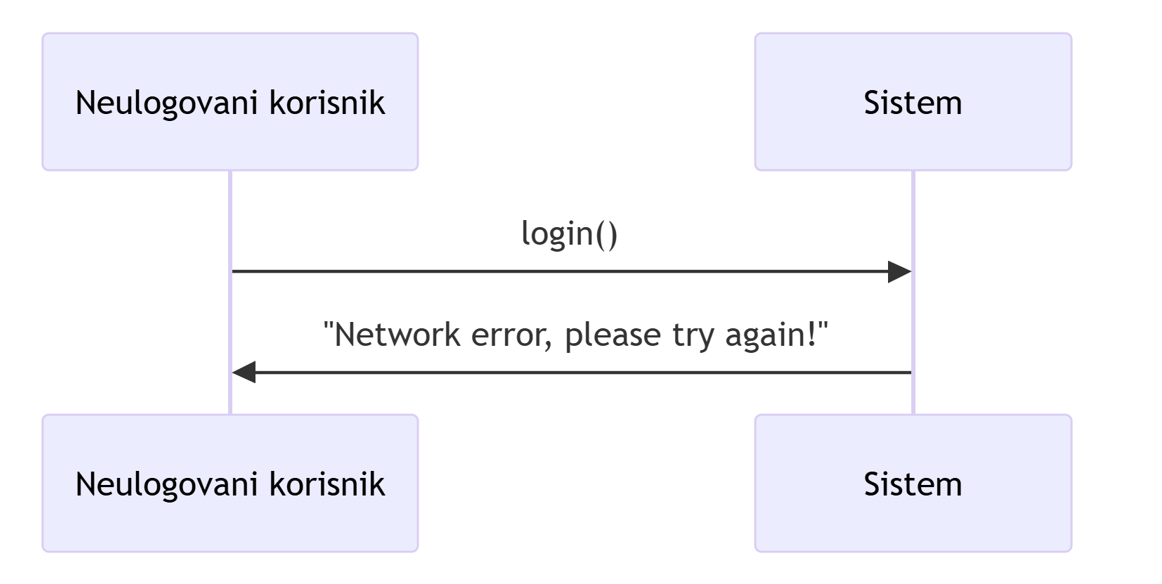 Neulogovani korisnik
Sistem
login()
"Network error, please try again!"
Neulogovani korisnik
Sistem